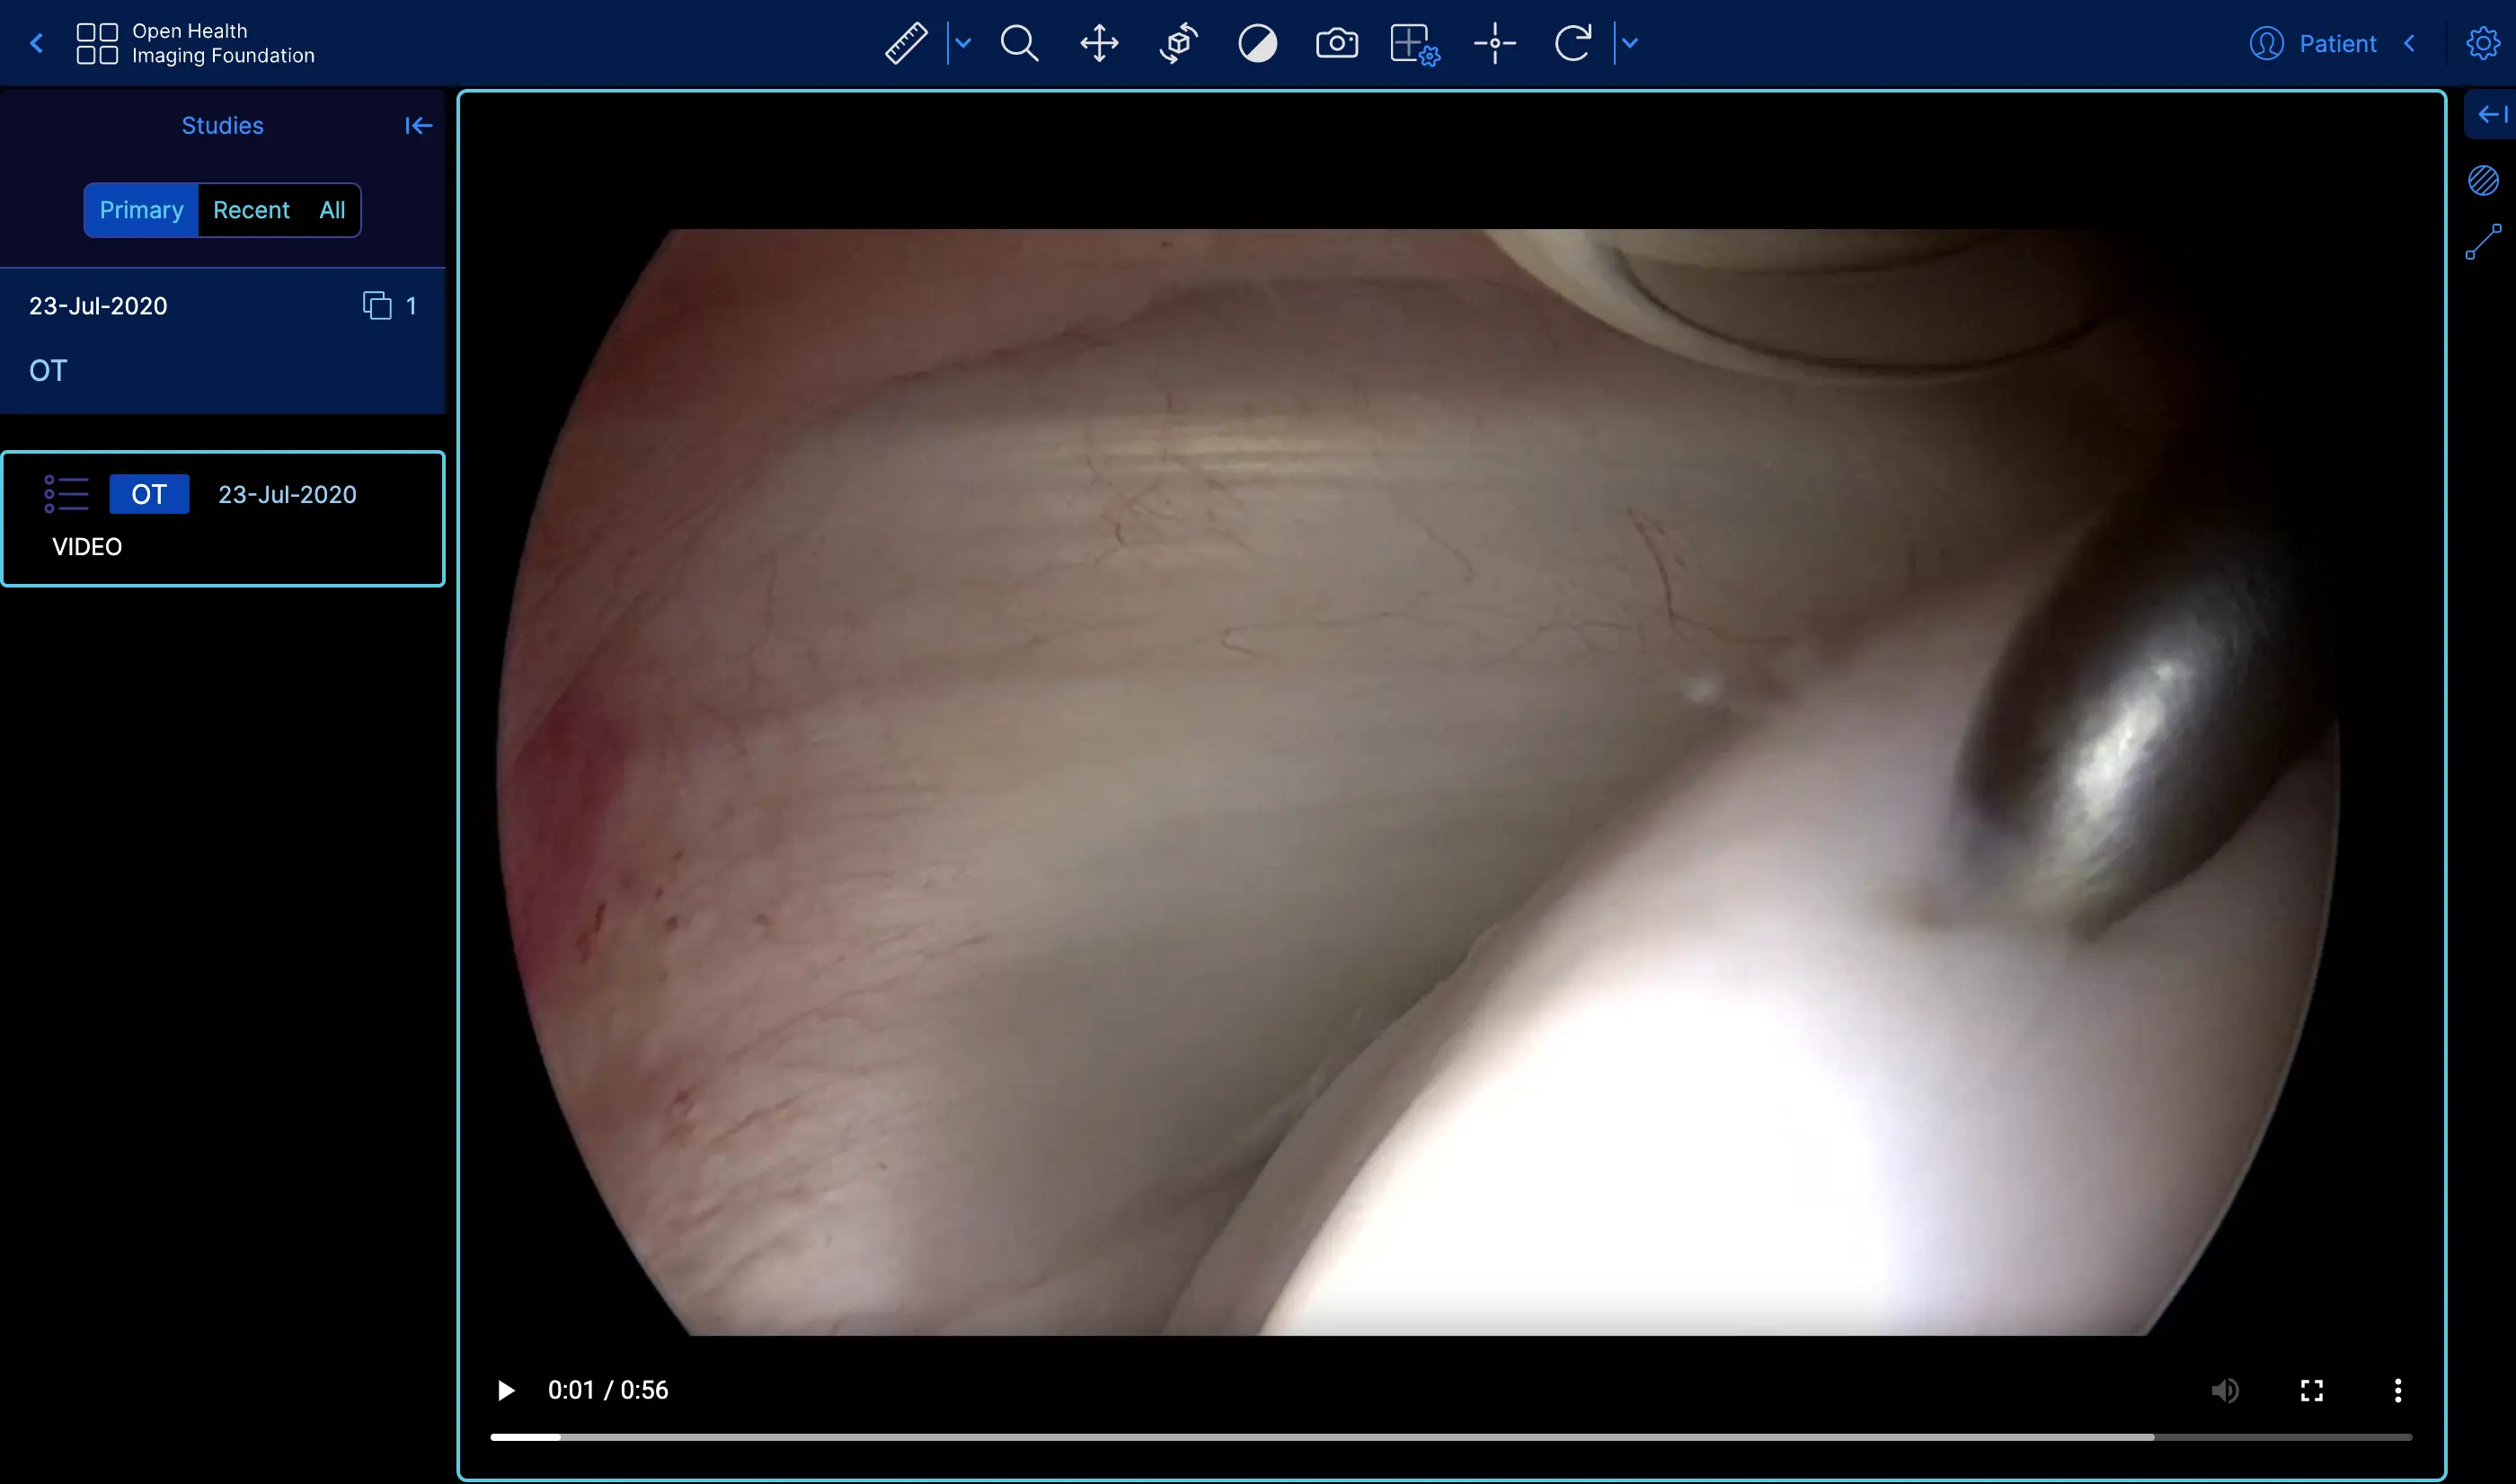 Open Health
Imaging Foundation
Patient
Studies
Primary Recent All
23-Jul-2020 1
OT
OT 23-Jul-2020
VIDEO
0:01 / 0:56